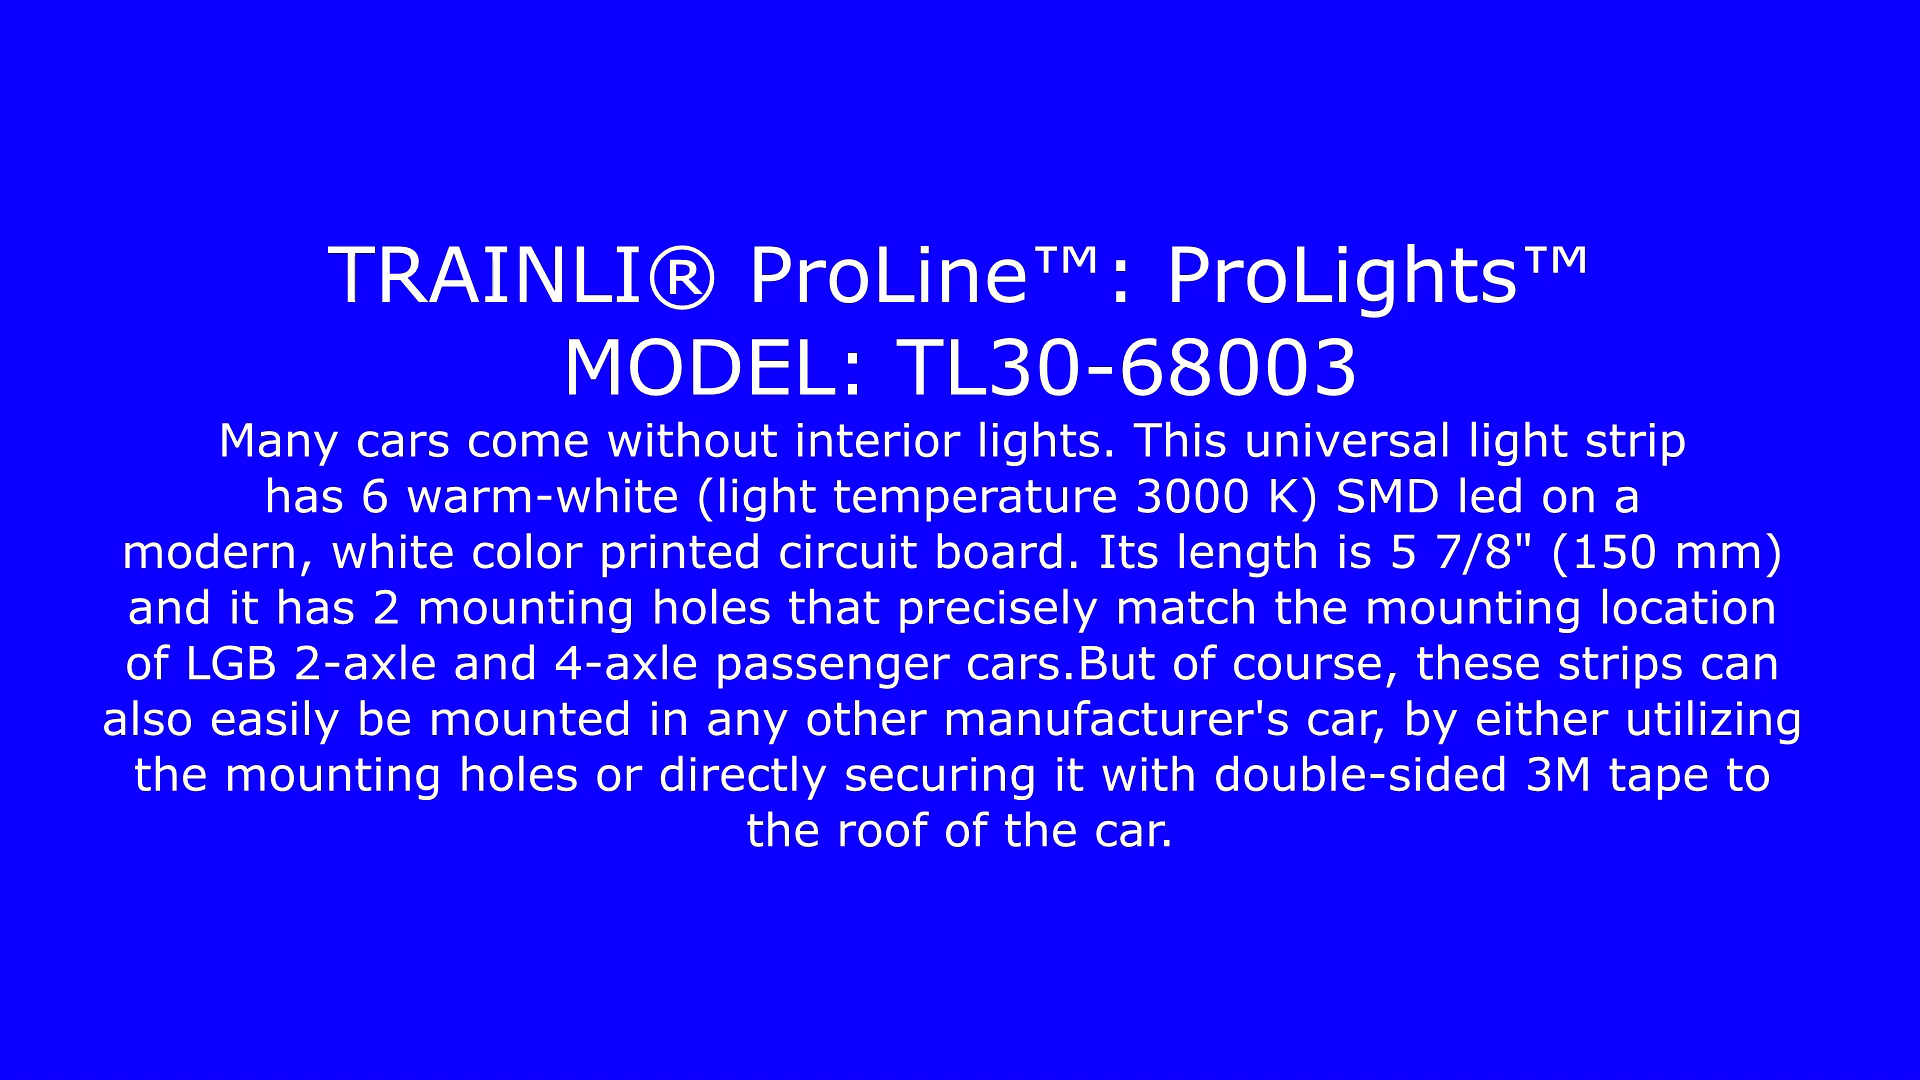 TRAINLI® ProLine™: ProLights™
MODEL: TL30-68003
Many cars come without interior lights. This universal light strip
has 6 warm-white (light temperature 3000 K) SMD led on a
modern, white color printed circuit board. Its length is 5 7/8" (150 mm)
and it has 2 mounting holes that precisely match the mounting location
of LGB 2-axle and 4-axle passenger cars.But of course, these strips can
also easily be mounted in any other manufacturer's car, by either utilizing
the mounting holes or directly securing it with double-sided 3M tape to
the roof of the car.